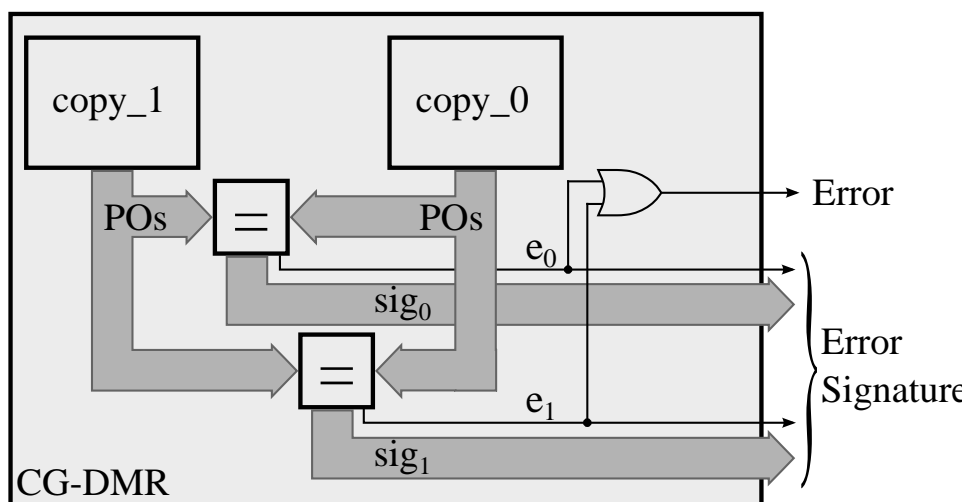 copy_1
copy_0
POs
=
POs
Error
e₀
sig₀
=
Error
Signature
e₁
sig₁
CG-DMR